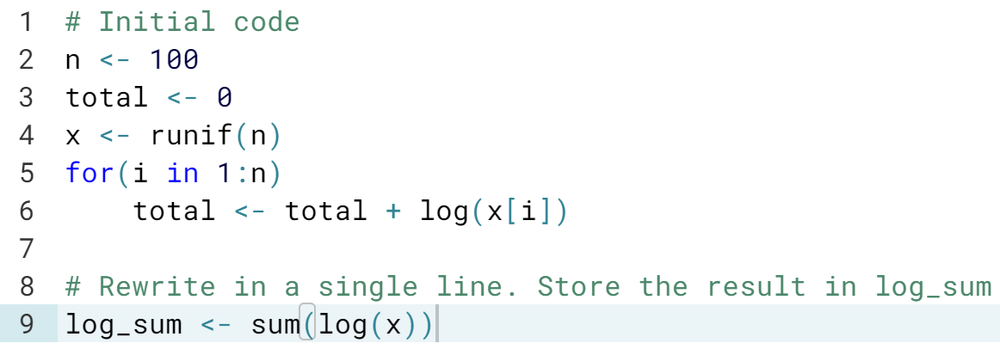 1 # Initial code
2 n <- 100
3 total <- 0
4 x <- runif(n)
5 for(i in 1:n)
6     total <- total + log(x[i])
7
8 # Rewrite in a single line. Store the result in log_sum
9 log_sum <- sum(log(x))